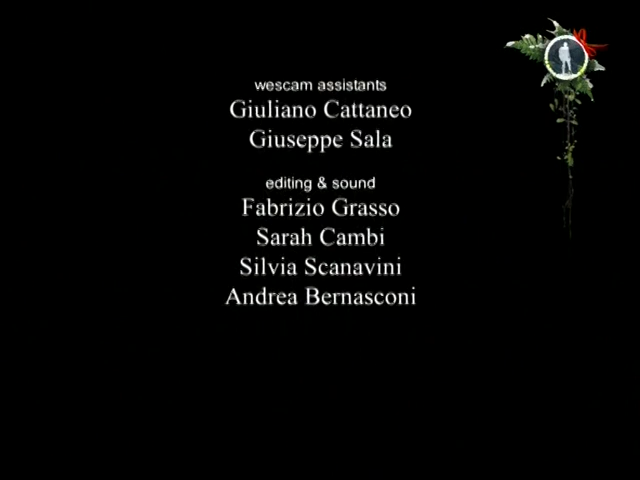 wescam assistants
Giuliano Cattaneo
Giuseppe Sala
editing & sound
Fabrizio Grasso
Sarah Cambi
Silvia Scanavini
Andrea Bernasconi